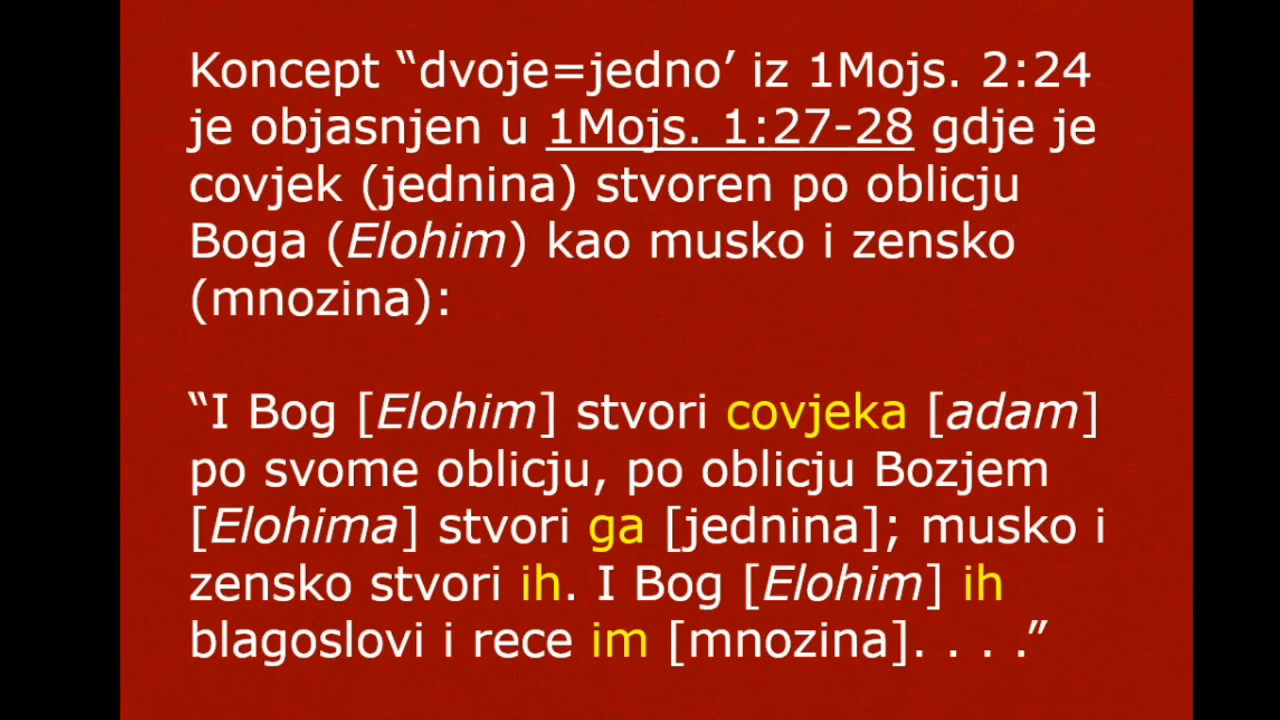 Koncept “dvoje=jedno’ iz 1Mojs. 2:24
je objasnjen u 1Mojs. 1:27-28 gdje je
covjek (jednina) stvoren po oblicju
Boga (Elohim) kao musko i zensko
(mnozina):
“I Bog [Elohim] stvori covjeka [adam]
po svome oblicju, po oblicju Bozjem
[Elohima] stvori ga [jednina]; musko i
zensko stvori ih. I Bog [Elohim] ih
blagoslovi i rece im [mnozina]. . . .”